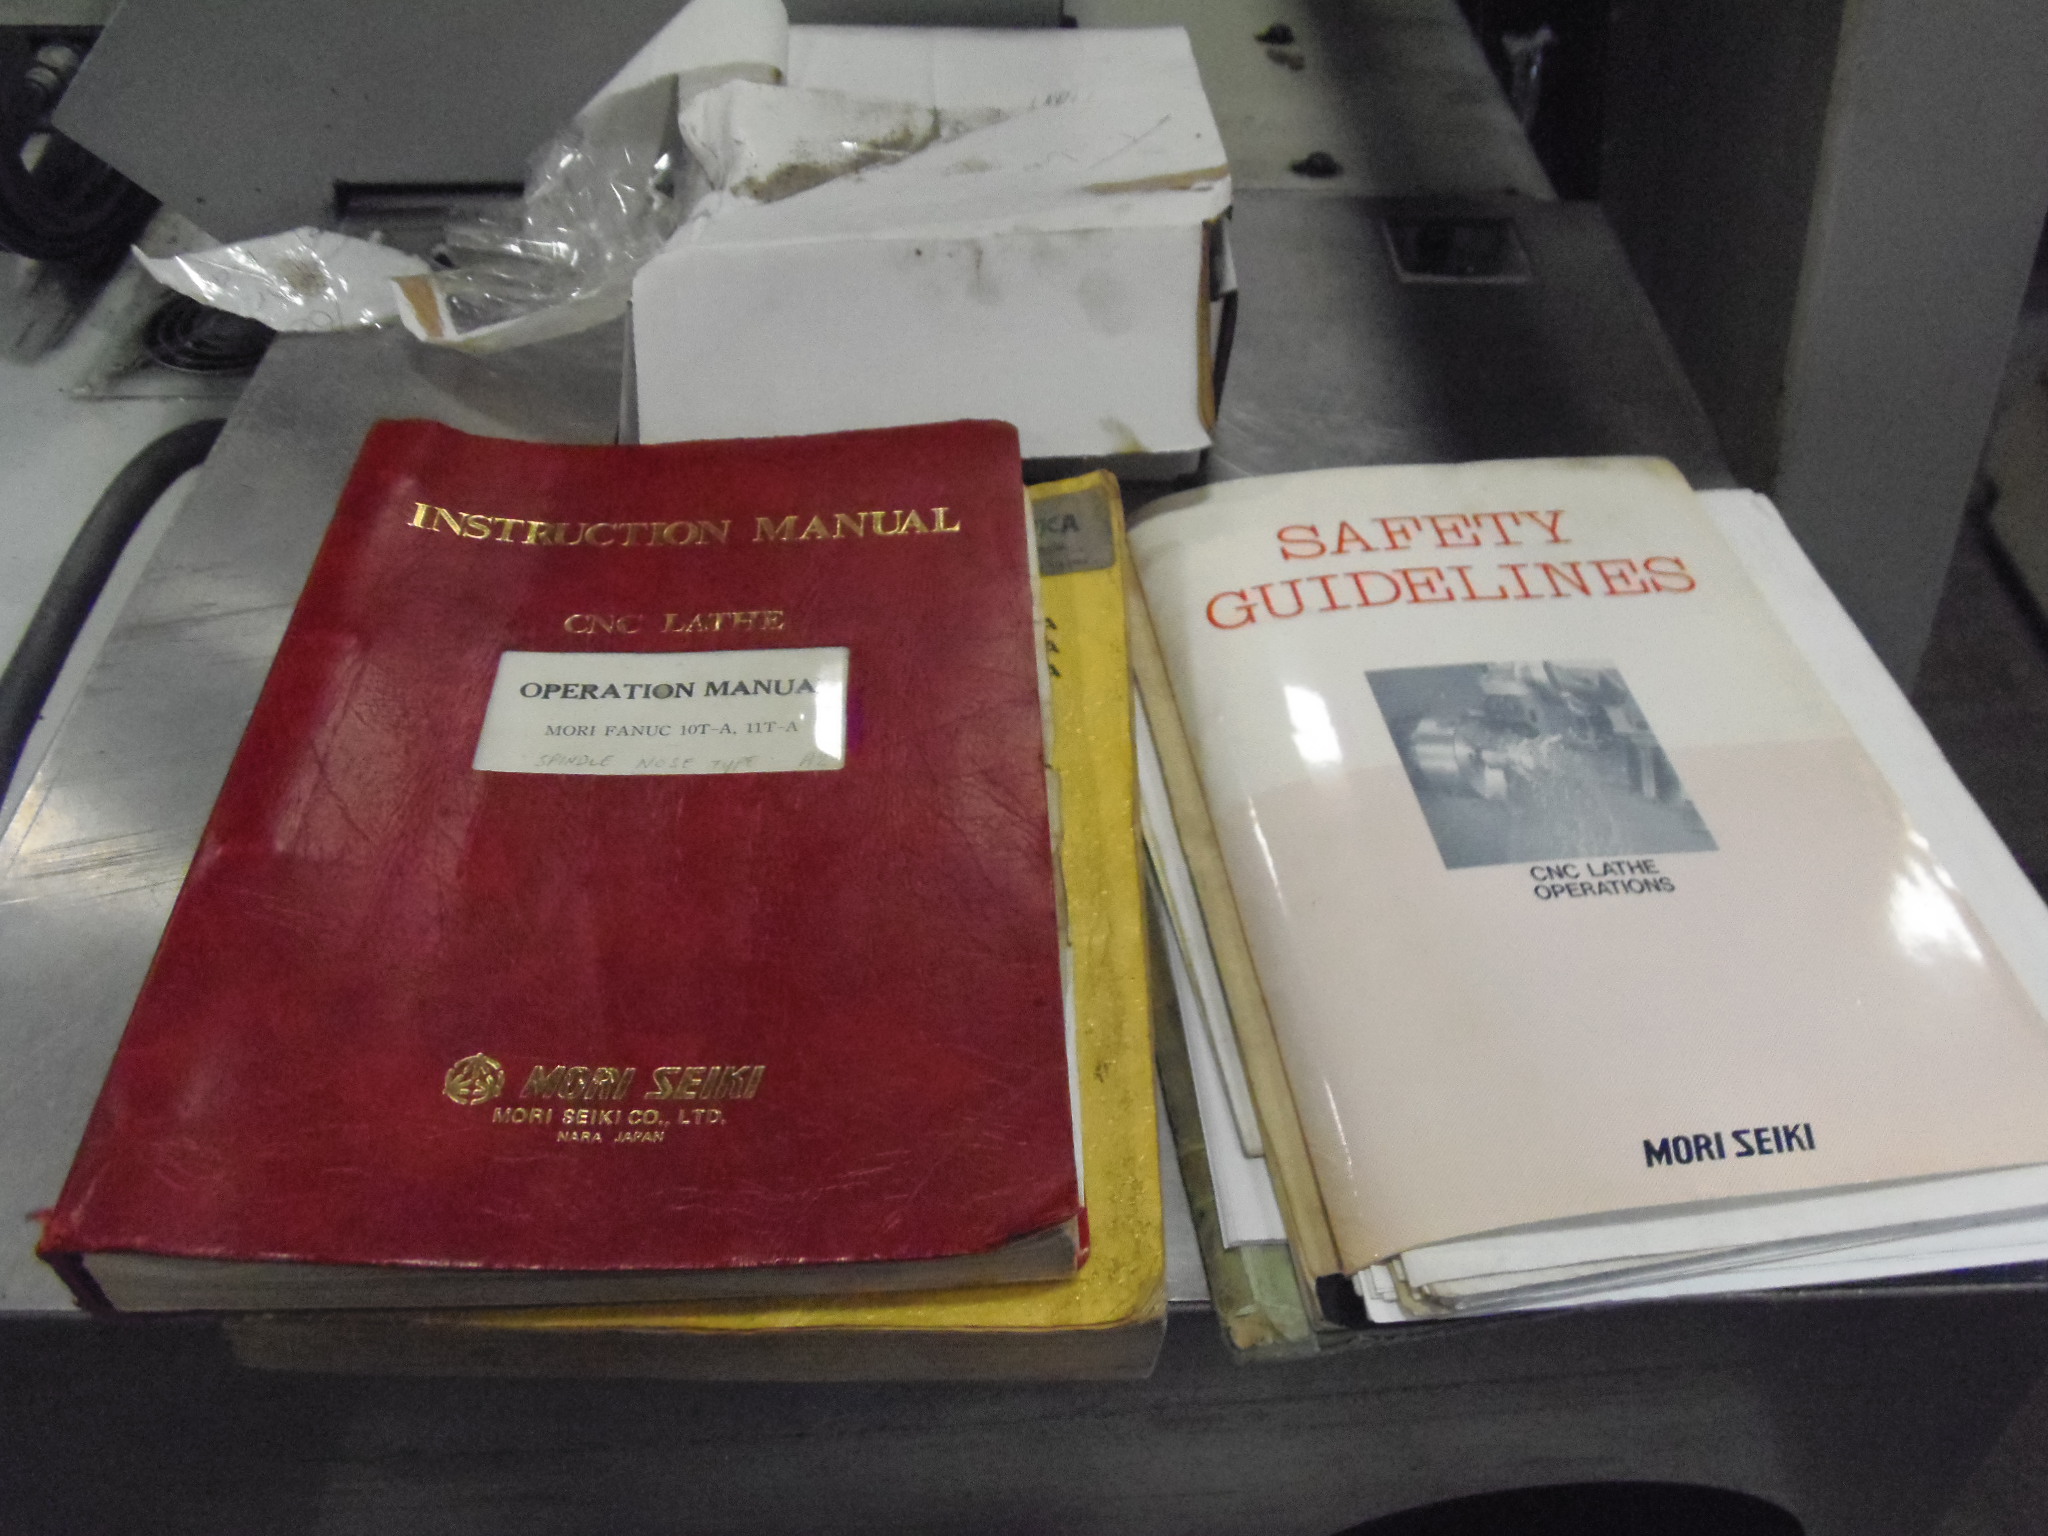 INSTRUCTION MANUAL
CNC LATHE
OPERATION MANUA
MORI FANUC 10T-A, 11T-A
SPINDLE NOSE TYPE
MORI SEIKI
MORI SEIKI CO., LTD.
NARA JAPAN
SAFETY
GUIDELINES
CNC LATHE
OPERATIONS
MORI SEIKI